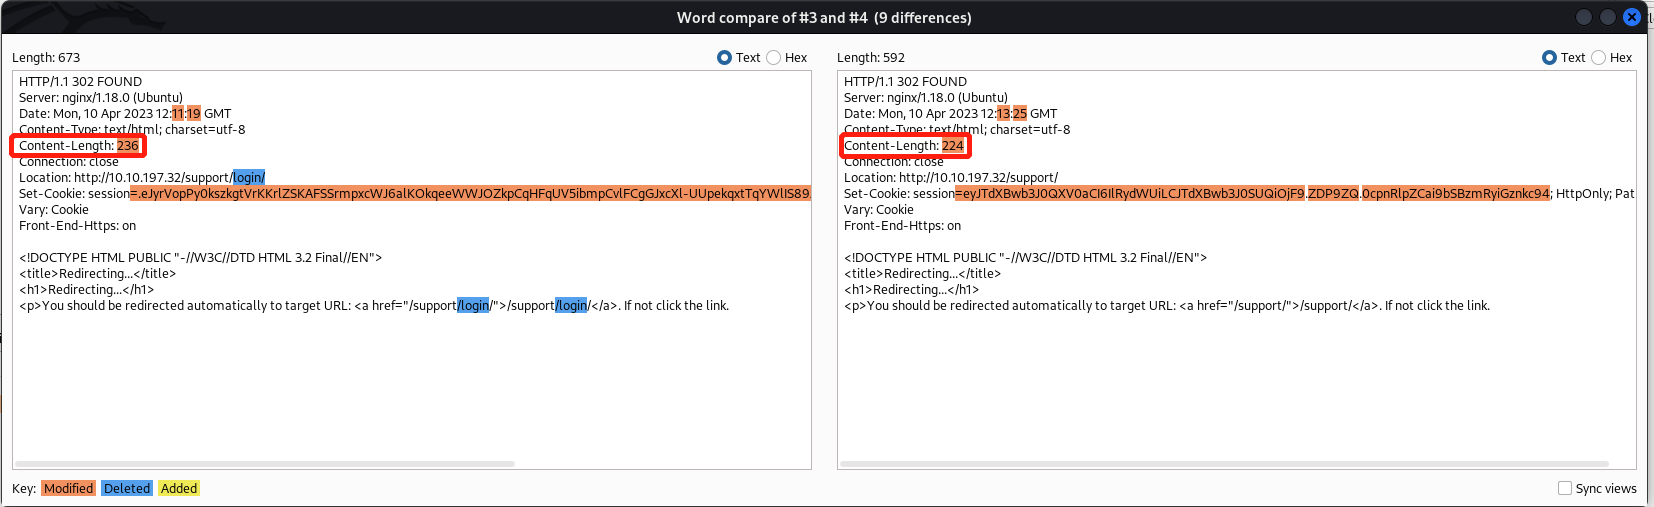 Word compare of #3 and #4 (9 differences)
Length: 673
Text
Hex
HTTP/1.1 302 FOUND
Server: nginx/1.18.0 (Ubuntu)
Date: Mon, 10 Apr 2023 12:11:19 GMT
Content-Type: text/html; charset=utf-8
Content-Length: 236
Connection: close
Location: http://10.10.197.32/support/login/
Set-Cookie: session=.eJyrVopPy0kszkgtVrKKrlZSKAFSSrmpxcWJ6alKOkqeeWWJOZkpCqHFqUV5ibmpCvlFCgGJxcXl-UUpekqxtTqYWlIS89
Vary: Cookie
Front-End-Https: on
<!DOCTYPE HTML PUBLIC "-//W3C//DTD HTML 3.2 Final//EN">
<title>Redirecting...</title>
<h1>Redirecting...</h1>
<p>You should be redirected automatically to target URL: <a href="/support/login/">/support/login/</a>. If not click the link.
Length: 592
Text
Hex
HTTP/1.1 302 FOUND
Server: nginx/1.18.0 (Ubuntu)
Date: Mon, 10 Apr 2023 12:13:25 GMT
Content-Type: text/html; charset=utf-8
Content-Length: 224
Connection: close
Location: http://10.10.197.32/support/
Set-Cookie: session=eyJTdXBwb3J0QXV0aCI6IlRydWUiLCJTdXBwb3J0SUQiOjF9.ZDP9ZQ.0cpnRlpZCai9bSBzmRyiGznkc94; HttpOnly; Pat
Vary: Cookie
Front-End-Https: on
<!DOCTYPE HTML PUBLIC "-//W3C//DTD HTML 3.2 Final//EN">
<title>Redirecting...</title>
<h1>Redirecting...</h1>
<p>You should be redirected automatically to target URL: <a href="/support/">/support/</a>. If not click the link.
Key: Modified Deleted Added
Sync views